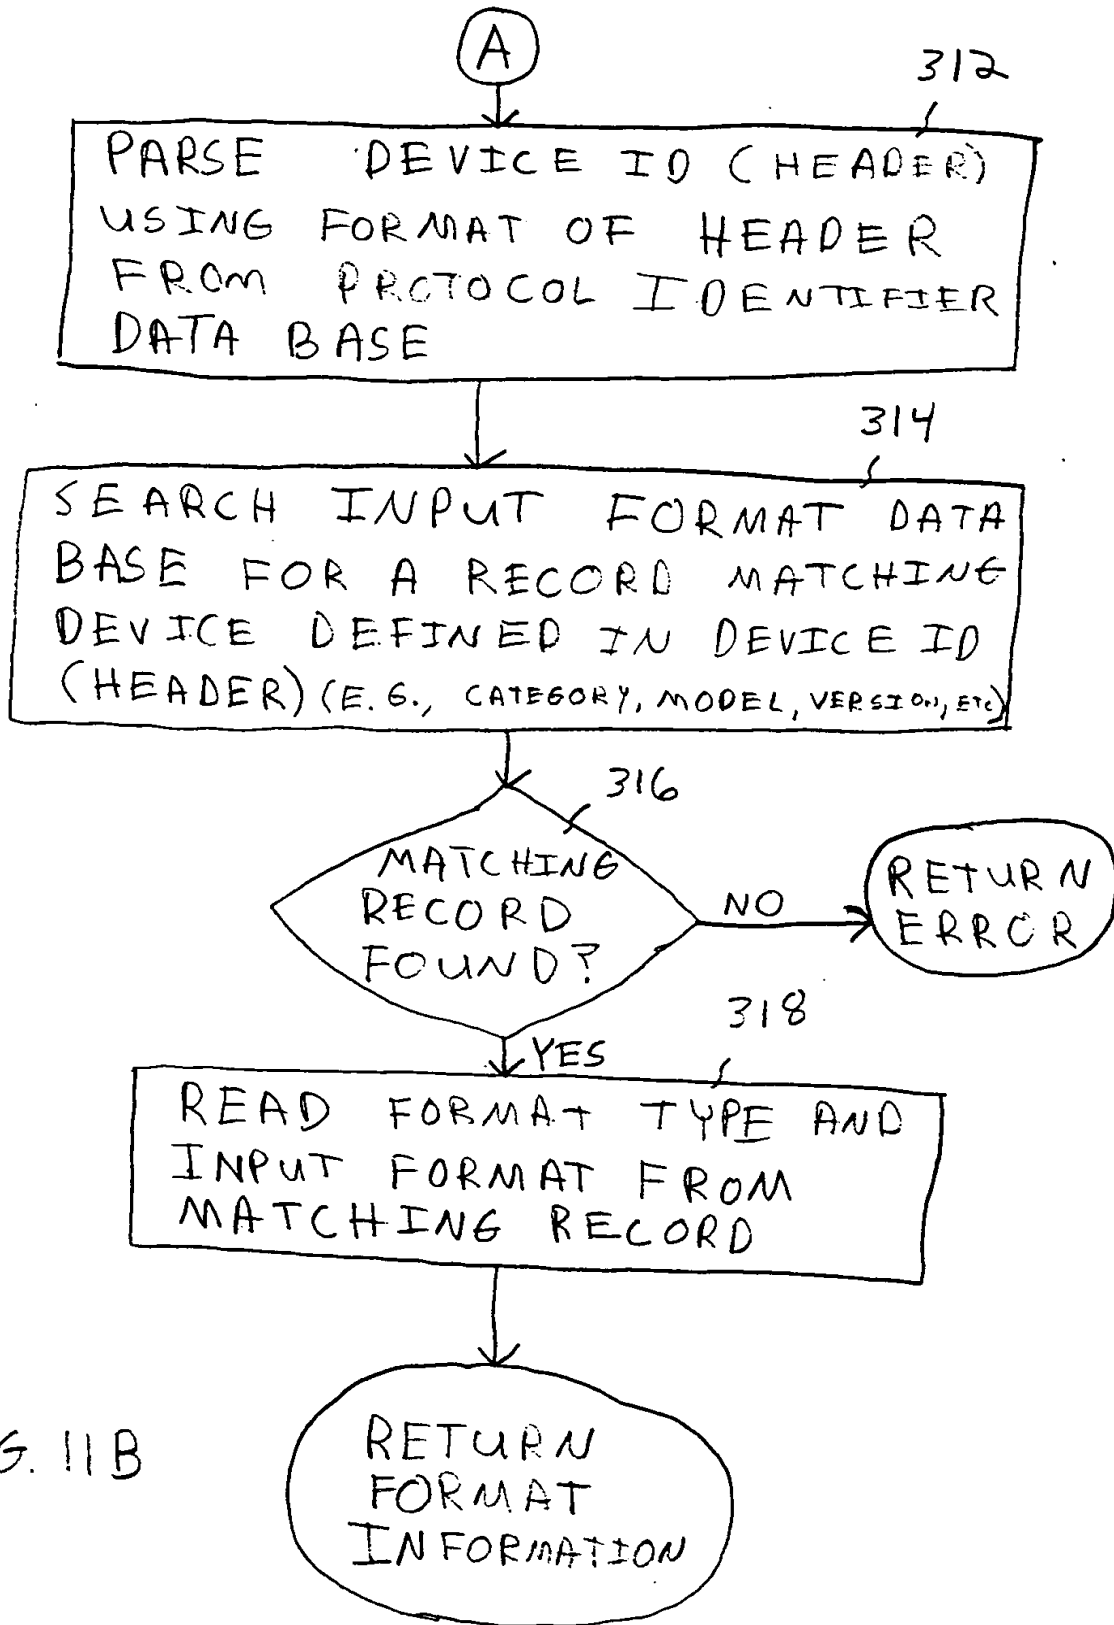 A
312
PARSE DEVICE ID (HEADER)
USING FORMAT OF HEADER
FROM PROTOCOL IDENTIFIER
DATA BASE
314
SEARCH INPUT FORMAT DATA
BASE FOR A RECORD MATCHING
DEVICE DEFINED IN DEVICE ID
(HEADER) (E.G., CATEGORY, MODEL, VERSION, ETC)
316
MATCHING
RECORD
FOUND?
NO
RETURN
ERROR
YES
318
READ FORMAT TYPE AND
INPUT FORMAT FROM
MATCHING RECORD
RETURN
FORMAT
INFORMATION
G. 11B